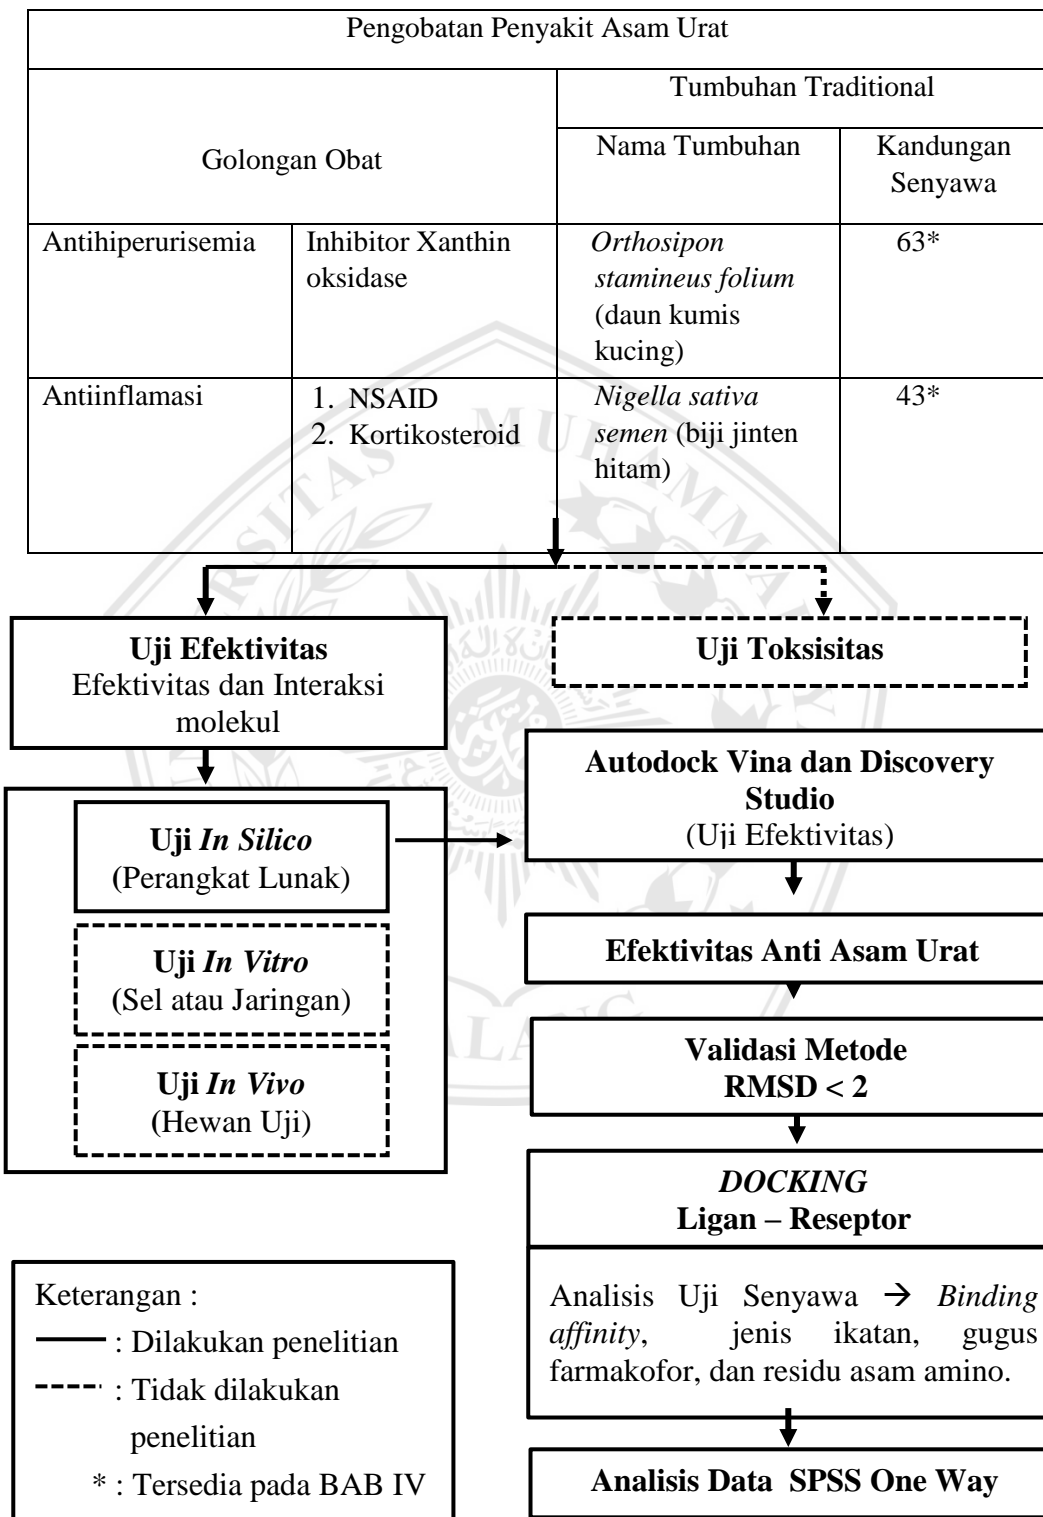 Pengobatan Penyakit Asam Urat
Tumbuhan Traditional
Golongan Obat
Nama Tumbuhan
Kandungan
Senyawa
Antihiperurisemia
Inhibitor Xanthin
oksidase
Orthosipon
stamineus folium
(daun kumis
kucing)
63*
Antiinflamasi
1. NSAID
2. Kortikosteroid
Nigella sativa
semen (biji jinten
hitam)
43*
Uji Efektivitas
Efektivitas dan Interaksi
molekul
Uji Toksisitas
Uji In Silico
(Perangkat Lunak)
Uji In Vitro
(Sel atau Jaringan)
Uji In Vivo
(Hewan Uji)
Autodock Vina dan Discovery
Studio
(Uji Efektivitas)
Efektivitas Anti Asam Urat
Validasi Metode
RMSD < 2
DOCKING
Ligan – Reseptor
Analisis Uji Senyawa → Binding
affinity, jenis ikatan, gugus
farmakofor, dan residu asam amino.
Analisis Data SPSS One Way
Keterangan :
: Dilakukan penelitian
: Tidak dilakukan
penelitian
* : Tersedia pada BAB IV